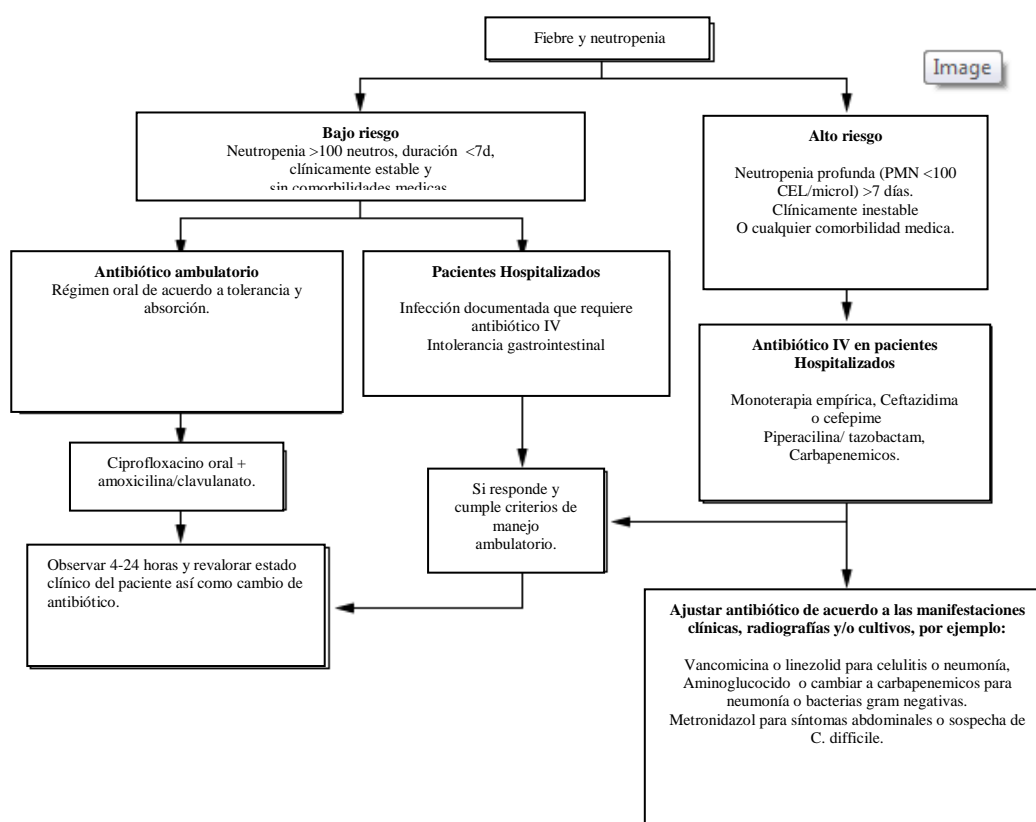 Fiebre y neutropenia
Image
Bajo riesgo
Neutropenia >100 neutros, duración <7d,
clínicamente estable y
sin comorbilidades medicas
Alto riesgo
Neutropenia profunda (PMN <100
CEL/microl) >7 días.
Clínicamente inestable
O cualquier comorbilidad medica.
Antibiótico ambulatorio
Régimen oral de acuerdo a tolerancia y
absorción.
Pacientes Hospitalizados
Infección documentada que requiere
antibiótico IV
Intolerancia gastrointestinal
Antibiótico IV en pacientes
Hospitalizados
Monoterapia empírica, Ceftazidima
o cefepime
Piperacilina/ tazobactam,
Carbapenemicos.
Ciprofloxacino oral +
amoxicilina/clavulanato.
Si responde y
cumple criterios de
manejo
ambulatorio.
Observar 4-24 horas y revalorar estado
clínico del paciente así como cambio de
antibiótico.
Ajustar antibiótico de acuerdo a las manifestaciones
clínicas, radiografías y/o cultivos, por ejemplo:
Vancomicina o linezolid para celulitis o neumonía,
Aminoglucocido o cambiar a carbapenemicos para
neumonía o bacterias gram negativas.
Metronidazol para síntomas abdominales o sospecha de
C. difficile.